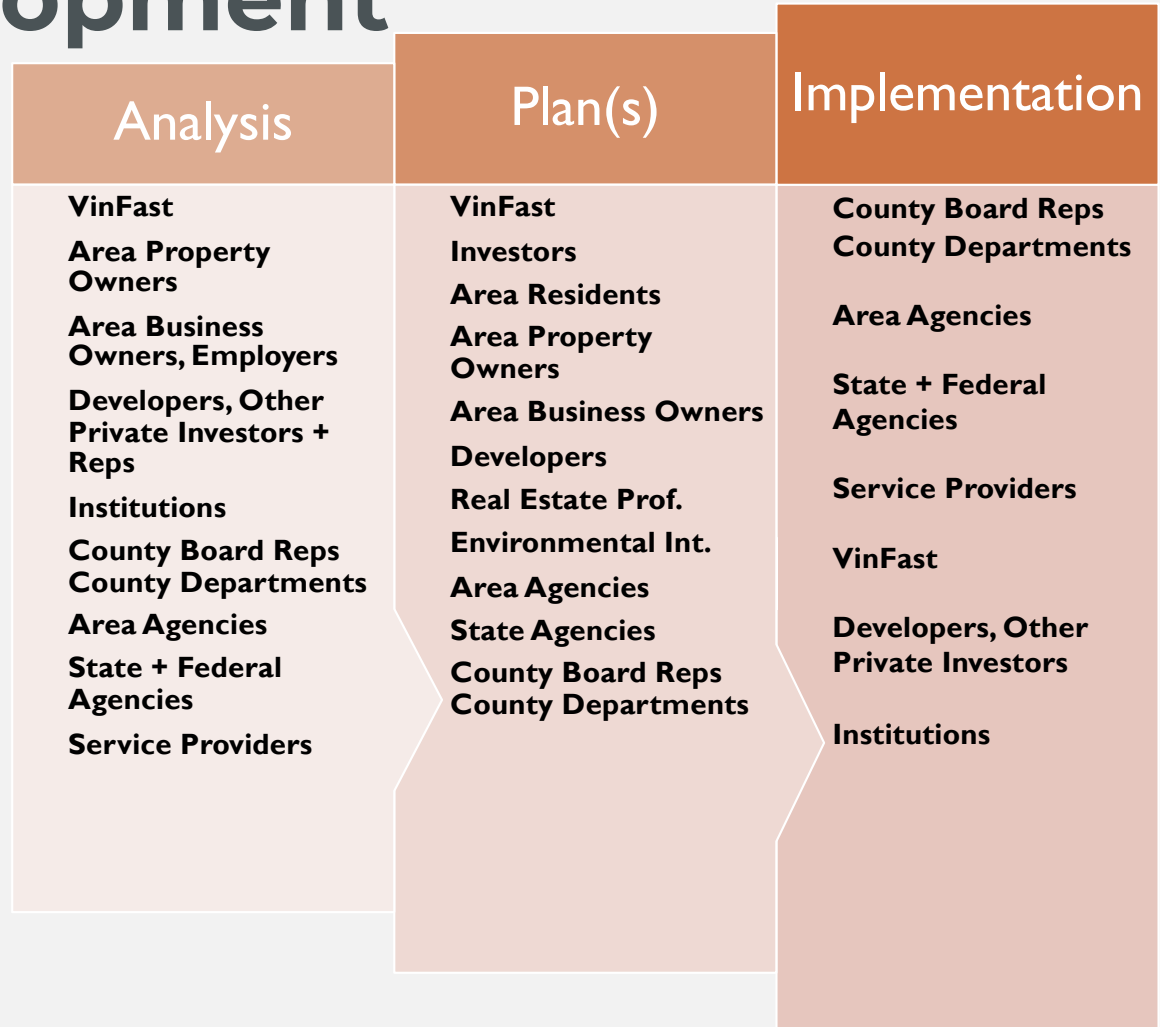 opment
Analysis
VinFast
Area Property
Owners
Area Business
Owners, Employers
Developers, Other
Private Investors +
Reps
Institutions
County Board Reps
County Departments
Area Agencies
State + Federal
Agencies
Service Providers
Plan(s)
VinFast
Investors
Area Residents
Area Property
Owners
Area Business Owners
Developers
Real Estate Prof.
Environmental Int.
Area Agencies
State Agencies
County Board Reps
County Departments
Implementation
County Board Reps
County Departments
Area Agencies
State + Federal
Agencies
Service Providers
VinFast
Developers, Other
Private Investors
Institutions